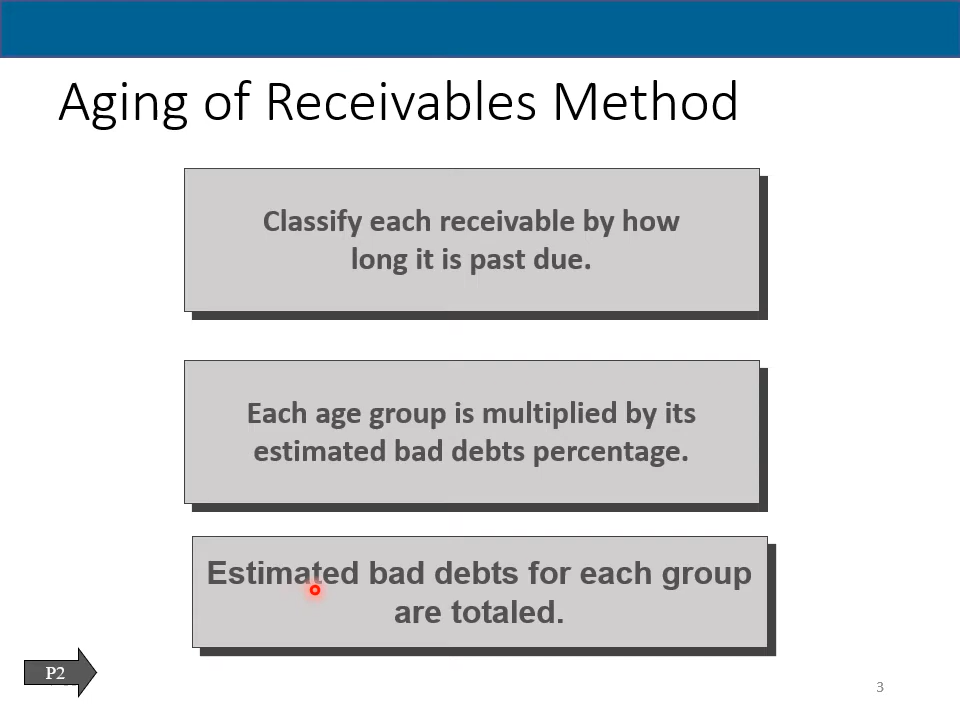 Aging of Receivables Method
Classify each receivable by how
long it is past due.
Each age group is multiplied by its
estimated bad debts percentage.
Estimated bad debts for each group
are totaled.
P2
3